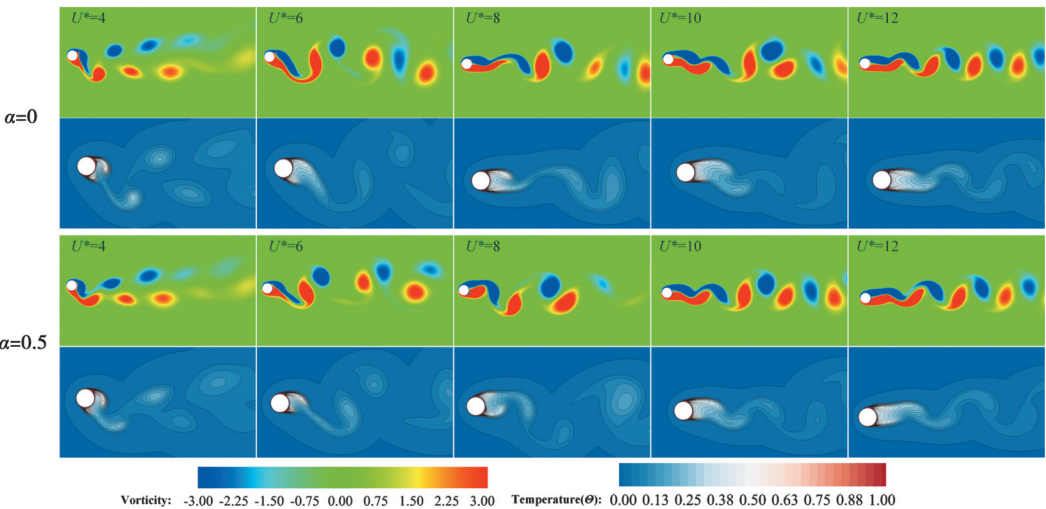 U*=4 U*=6 U*=8 U*=10 U*=12
α=0
U*=4 U*=6 U*=8 U*=10 U*=12
α=0.5
Vorticity: -3.00 -2.25 -1.50 -0.75 0.00 0.75 1.50 2.25 3.00 Temperature(Θ): 0.00 0.13 0.25 0.38 0.50 0.63 0.75 0.88 1.00